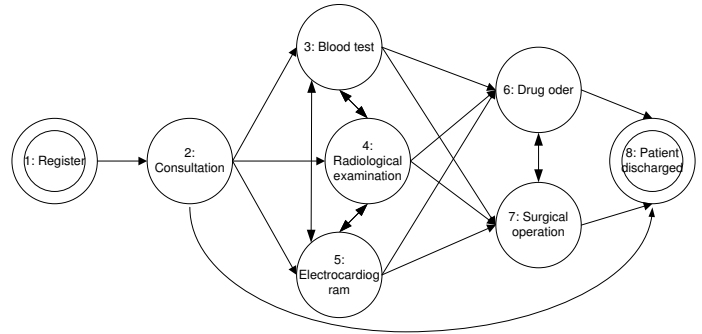 3: Blood test
6: Drug oder
1: Register
2:
Consultation
4:
Radiological
examination
8: Patient
discharged
7: Surgical
operation
5:
Electrocardiog
ram